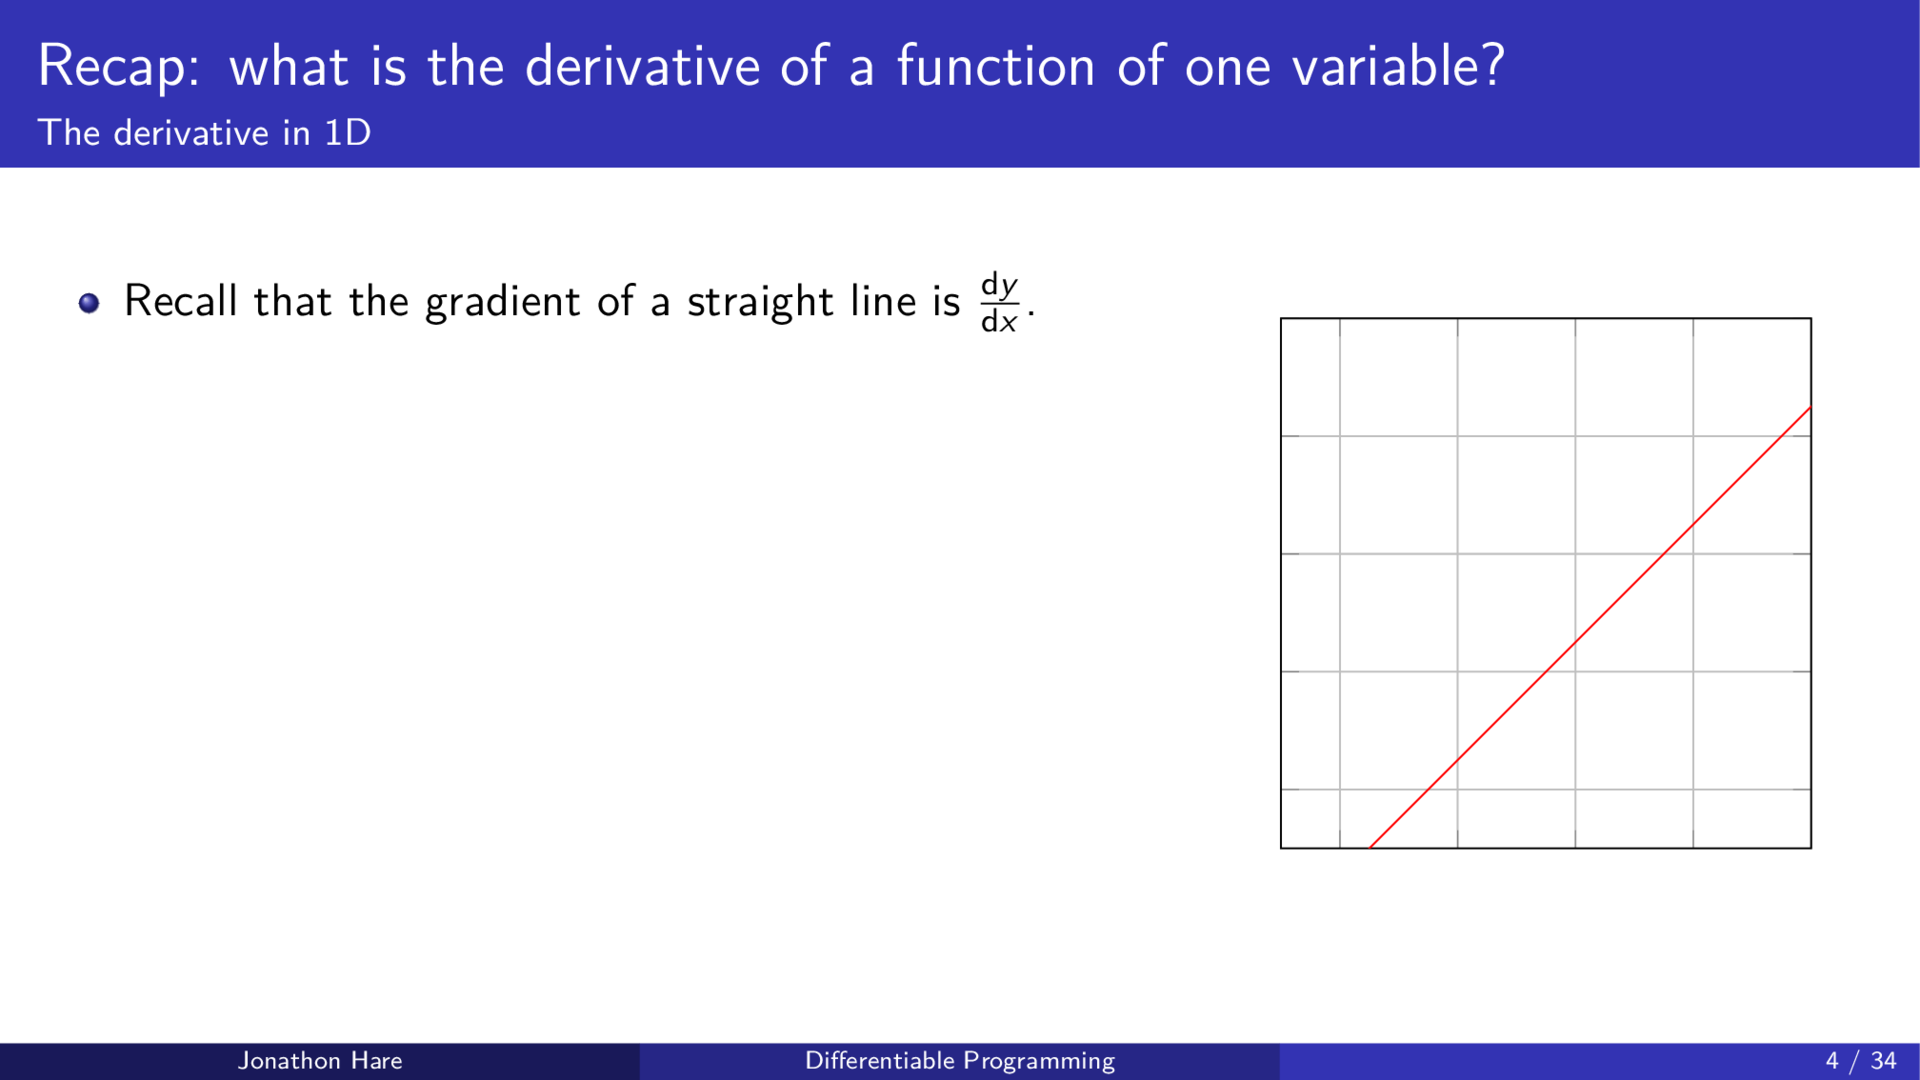 Recap: what is the derivative of a function of one variable?
The derivative in 1D
Recall that the gradient of a straight line is dy/dx.
Jonathon Hare
Differentiable Programming
4 / 34